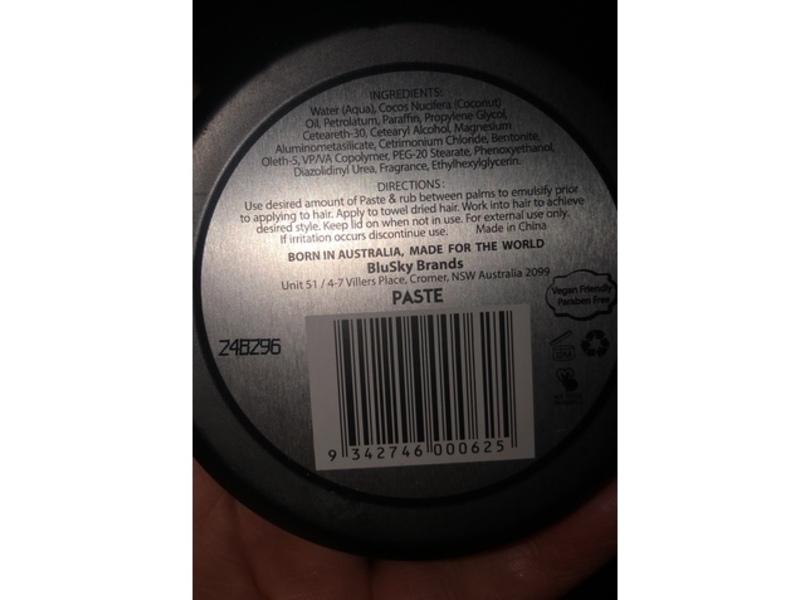 INGREDIENTS:
Water (Aqua), Cocos Nucifera (Coconut)
Oil, Petrolatum, Paraffin, Propylene Glycol,
Ceteareth-30, Cetearyl Alcohol, Magnesium
Aluminometasilicate, Cetrimonium Chloride, Bentonite,
Oleth-5, VP/VA Copolymer, PEG-20 Stearate, Phenoxyethanol,
Diazolidinyl Urea, Fragrance, Ethylhexylglycerin.
DIRECTIONS:
Use desired amount of Paste & rub between palms to emulsify prior
to applying to hair. Apply to towel dried hair. Work into hair to achieve
desired style. Keep lid on when not in use. For external use only.
If irritation occurs discontinue use. Made in China
BORN IN AUSTRALIA, MADE FOR THE WORLD
BluSky Brands
Unit 51 / 4-7 Villers Place, Cromer, NSW Australia 2099
PASTE
Vegan Friendly
Paraben Free
248296
9 342746 000625